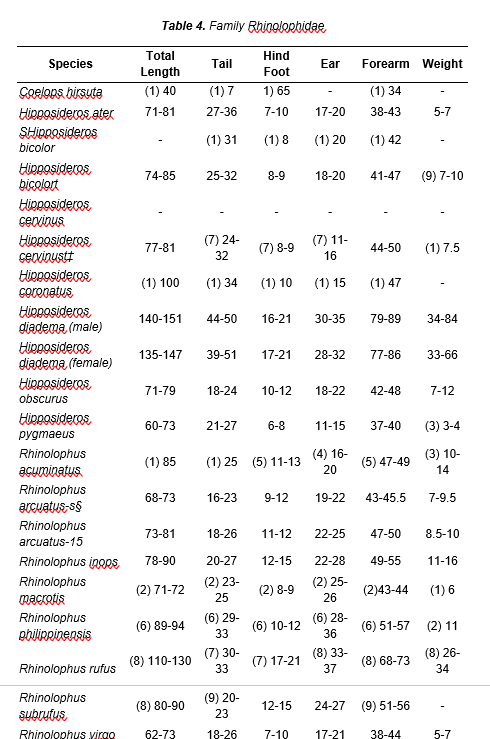 Table 4. Family Rhinolophidae
Species Total Length Tail Hind Foot Ear Forearm Weight
Coelops hirsuta (1) 40 (1) 7 1) 65 - (1) 34 -
Hipposideros ater 71-81 27-36 7-10 17-20 38-43 5-7
SHipposideros bicolor - (1) 31 (1) 8 (1) 20 (1) 42 -
Hipposideros bicolor† 74-85 25-32 8-9 18-20 41-47 (9) 7-10
Hipposideros cervinus - - - - - -
Hipposideros cervinus†‡ 77-81 (7) 24-32 (7) 8-9 (7) 11-16 44-50 (1) 7.5
Hipposideros coronatus (1) 100 (1) 34 (1) 10 (1) 15 (1) 47 -
Hipposideros diadema (male) 140-151 44-50 16-21 30-35 79-89 34-84
Hipposideros diadema (female) 135-147 39-51 17-21 28-32 77-86 33-66
Hipposideros obscurus 71-79 18-24 10-12 18-22 42-48 7-12
Hipposideros pygmaeus 60-73 21-27 6-8 11-15 37-40 (3) 3-4
Rhinolophus acuminatus (1) 85 (1) 25 (5) 11-13 (4) 16-20 (5) 47-49 (3) 10-14
Rhinolophus arcuatus-s§ 68-73 16-23 9-12 19-22 43-45.5 7-9.5
Rhinolophus arcuatus-15 73-81 18-26 11-12 22-25 47-50 8.5-10
Rhinolophus inops 78-90 20-27 12-15 22-28 49-55 11-16
Rhinolophus macrotis (2) 71-72 (2) 23-25 (2) 8-9 (2) 25-26 (2)43-44 (1) 6
Rhinolophus philippinensis (6) 89-94 (6) 29-33 (6) 10-12 (6) 28-36 (6) 51-57 (2) 11
Rhinolophus rufus (8) 110-130 (7) 30-33 (7) 17-21 (8) 33-37 (8) 68-73 (8) 26-34
Rhinolophus subrufus (8) 80-90 (9) 20-23 12-15 24-27 (9) 51-56 -
Rhinolophus virgo 62-73 18-26 7-10 17-21 38-44 5-7